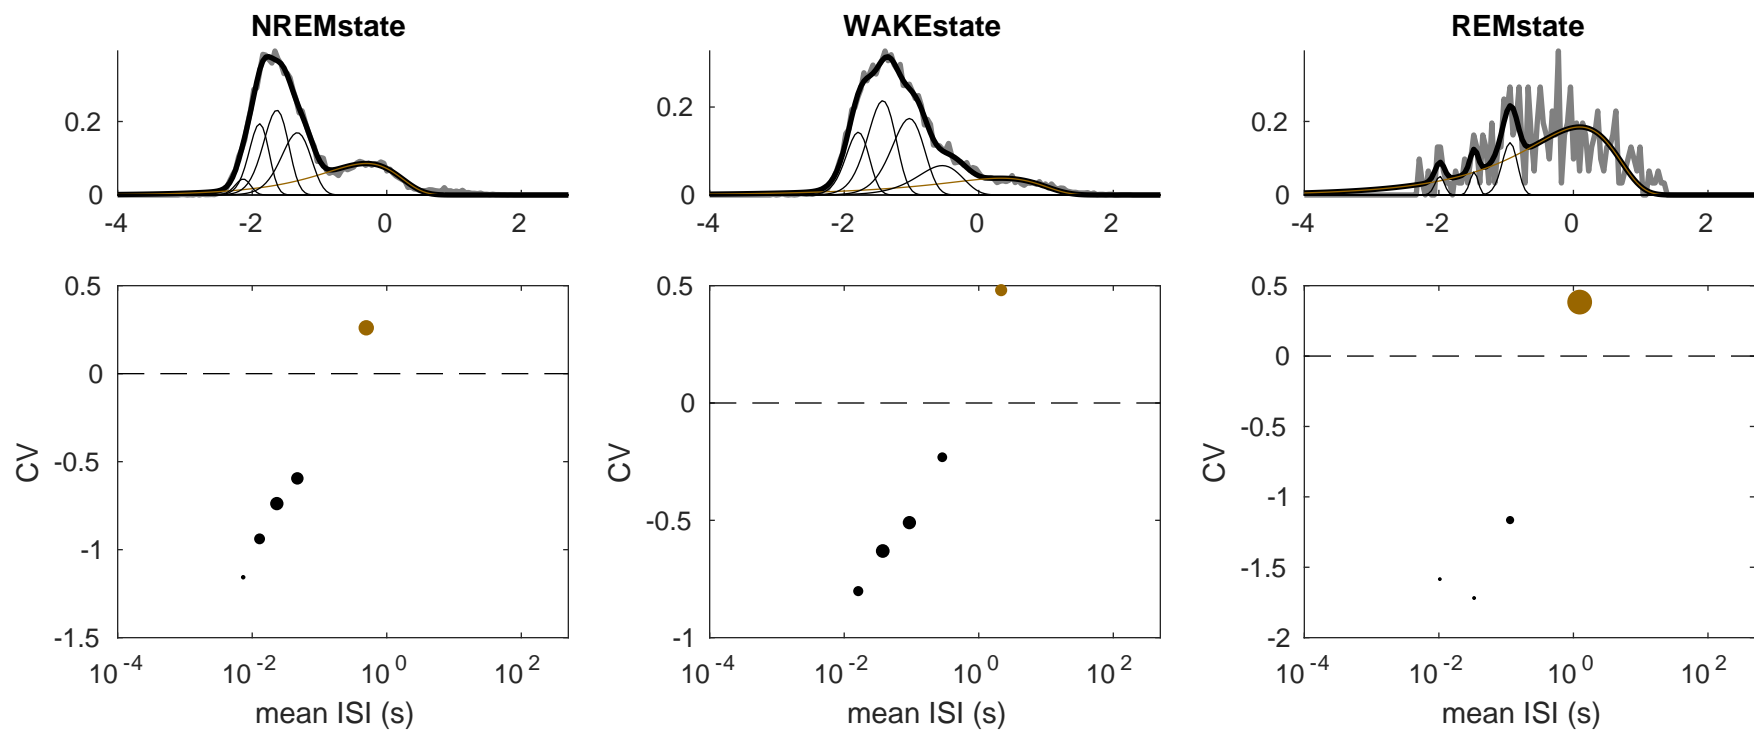 NREMstate WAKEstate REMstate
0.2 0.2 0.2
0 0 0
-4 -2 0 2 -4 -2 0 2 -4 -2 0 2
0.5 0.5 0.5
0 0 0
-0.5 -0.5 -0.5
-1 -1 -1
-1.5 -1.5
-2
CV CV CV
10^-4 10^-2 10^0 10^2 10^-4 10^-2 10^0 10^2 10^-4 10^-2 10^0 10^2
mean ISI (s) mean ISI (s) mean ISI (s)